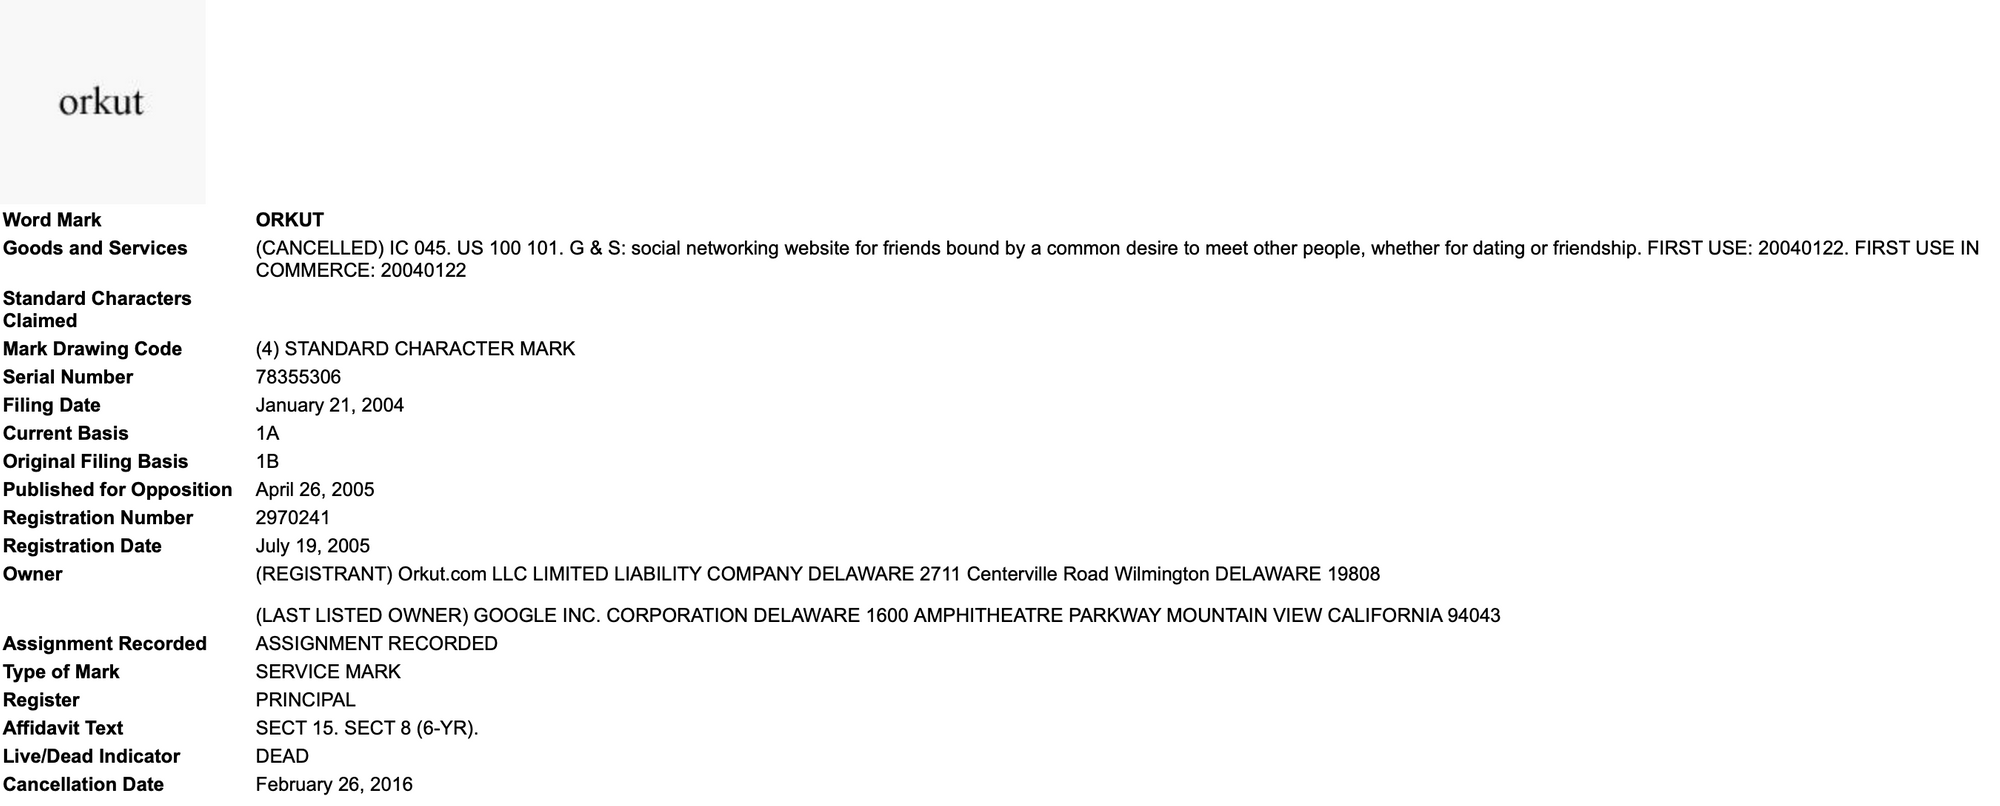 orkut
Word Mark ORKUT
Goods and Services (CANCELLED) IC 045. US 100 101. G & S: social networking website for friends bound by a common desire to meet other people, whether for dating or friendship. FIRST USE: 20040122. FIRST USE IN
COMMERCE: 20040122
Standard Characters
Claimed
Mark Drawing Code (4) STANDARD CHARACTER MARK
Serial Number 78355306
Filing Date January 21, 2004
Current Basis 1A
Original Filing Basis 1B
Published for Opposition April 26, 2005
Registration Number 2970241
Registration Date July 19, 2005
Owner (REGISTRANT) Orkut.com LLC LIMITED LIABILITY COMPANY DELAWARE 2711 Centerville Road Wilmington DELAWARE 19808
(LAST LISTED OWNER) GOOGLE INC. CORPORATION DELAWARE 1600 AMPHITHEATRE PARKWAY MOUNTAIN VIEW CALIFORNIA 94043
Assignment Recorded ASSIGNMENT RECORDED
Type of Mark SERVICE MARK
Register PRINCIPAL
Affidavit Text SECT 15. SECT 8 (6-YR).
Live/Dead Indicator DEAD
Cancellation Date February 26, 2016